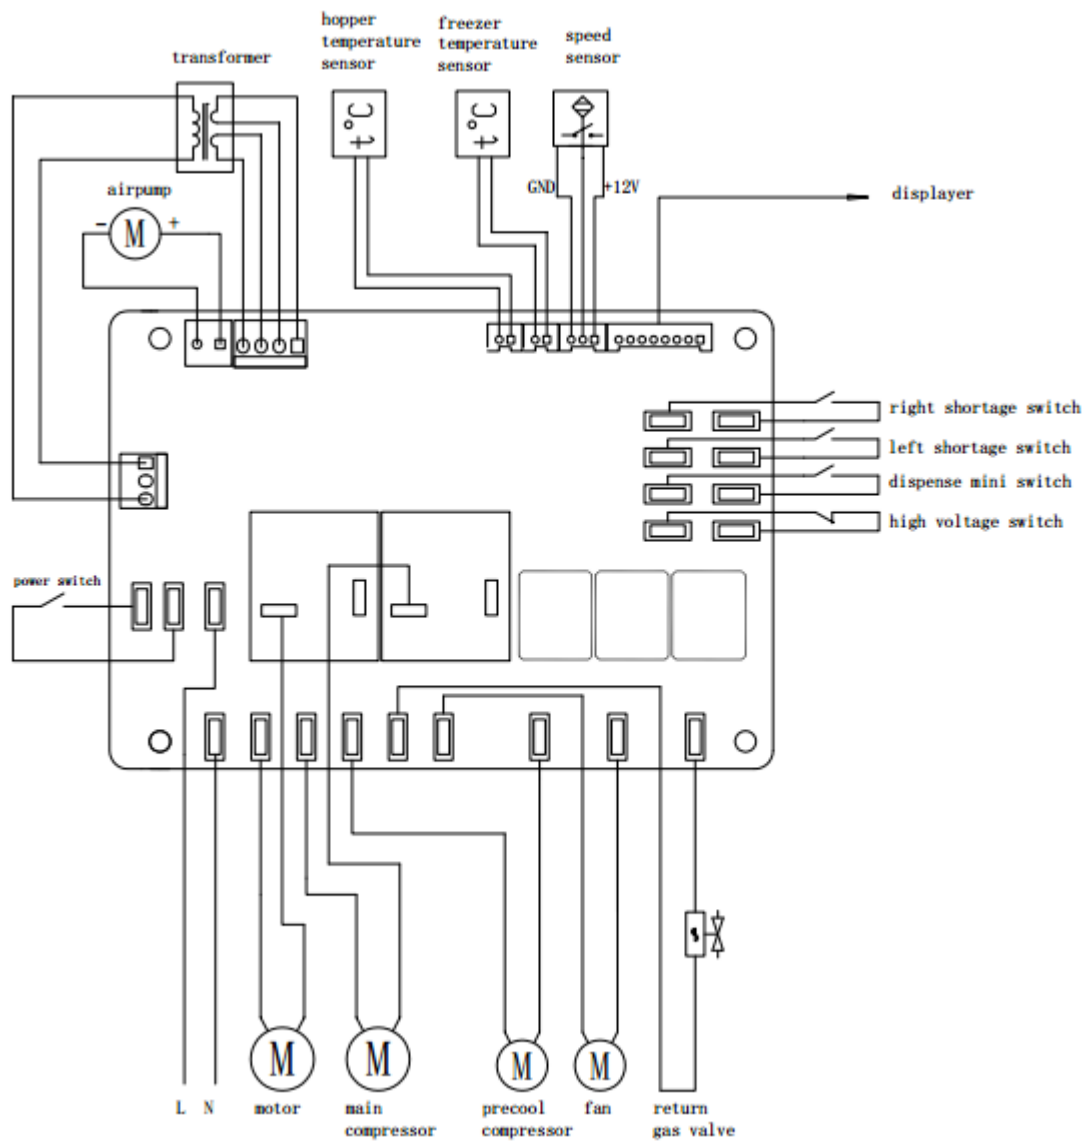 hopper
temperature
sensor
freezer
temperature
sensor
speed
sensor
transformer
t°C
t°C
GND
+12V
displayer
airpump
- M +
right shortage switch
left shortage switch
dispense mini switch
high voltage switch
power switch
M
M
M
M
L N
motor
main
compressor
precool
compressor
fan
return
gas valve